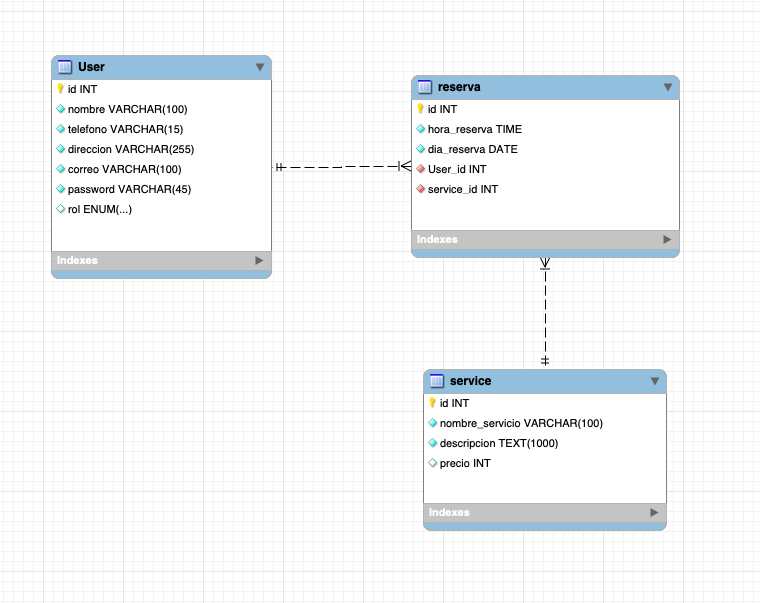 User
id INT
nombre VARCHAR(100)
telefono VARCHAR(15)
direccion VARCHAR(255)
correo VARCHAR(100)
password VARCHAR(45)
rol ENUM(...)
Indexes
reserva
id INT
hora_reserva TIME
dia_reserva DATE
User_id INT
service_id INT
Indexes
service
id INT
nombre_servicio VARCHAR(100)
descripcion TEXT(1000)
precio INT
Indexes